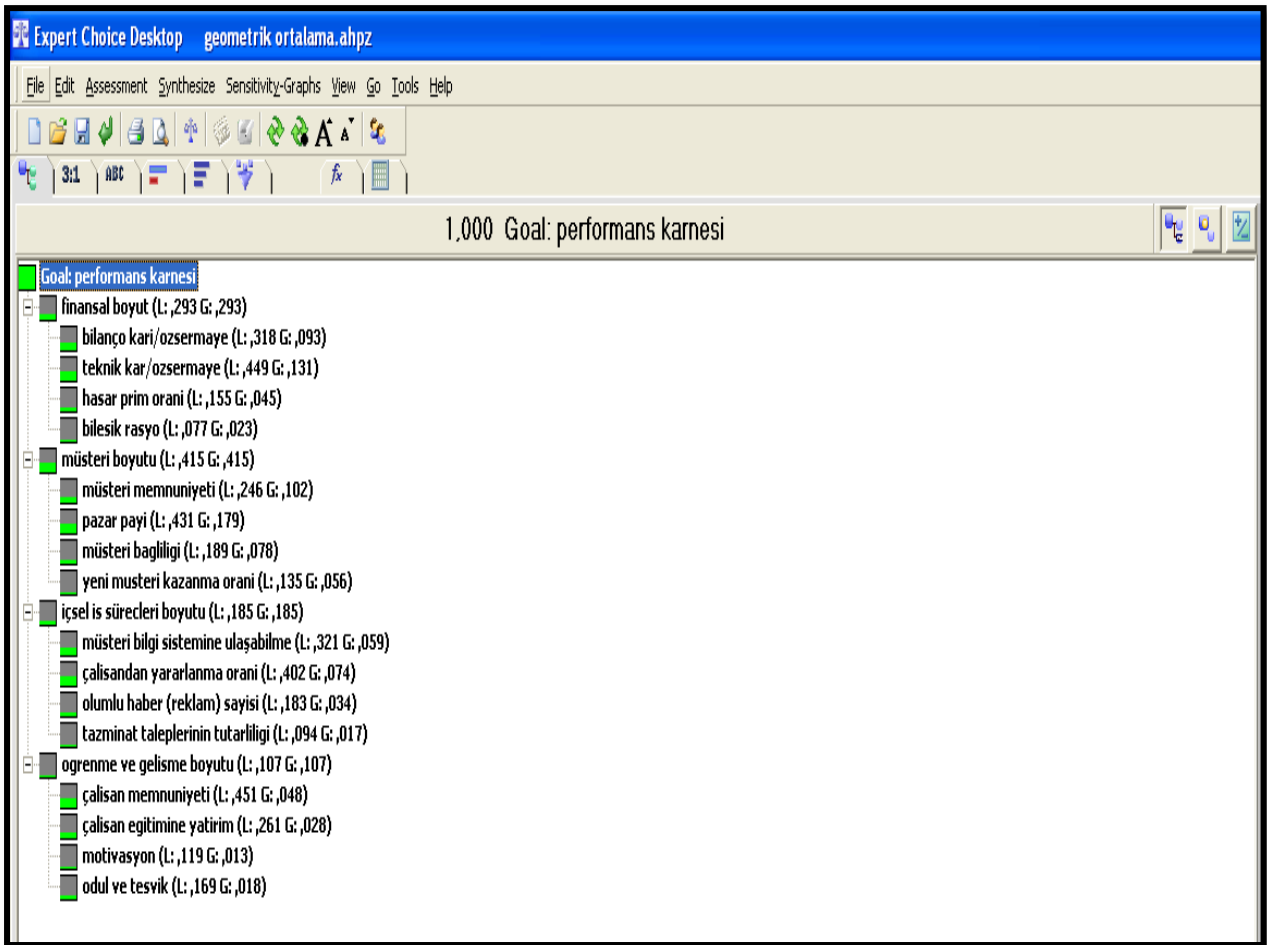 Expert Choice Desktop geometrik ortalama.ahpz
File Edit Assessment Synthesize Sensitivity-Graphs View Go Tools Help
A A
3:1 ABC fx
1,000 Goal: performans karnesi
Goal: performans karnesi
finansal boyut (L: ,293 G: ,293)
bilanço kari/ozsermaye (L: ,318 G: ,093)
teknik kar/ozsermaye (L: ,449 G: ,131)
hasar prim orani (L: ,155 G: ,045)
bilesik rasyo (L: ,077 G: ,023)
müsteri boyutu (L: ,415 G: ,415)
müsteri memnuniyeti (L: ,246 G: ,102)
pazar payi (L: ,431 G: ,179)
müsteri bagliligi (L: ,189 G: ,078)
yeni musteri kazanma orani (L: ,135 G: ,056)
içsel is sürecleri boyutu (L: ,185 G: ,185)
müsteri bilgi sistemine ulaşabilme (L: ,321 G: ,059)
çalisandan yararlanma orani (L: ,402 G: ,074)
olumlu haber (reklam) sayisi (L: ,183 G: ,034)
tazminat taleplerinin tutarliligi (L: ,094 G: ,017)
ogrenme ve gelisme boyutu (L: ,107 G: ,107)
çalisan memnuniyeti (L: ,451 G: ,048)
çalisan egitimine yatirim (L: ,261 G: ,028)
motivasyon (L: ,119 G: ,013)
odul ve tesvik (L: ,169 G: ,018)